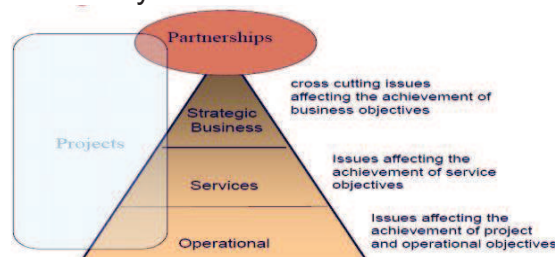 Partnerships
Projects
Strategic
Business
cross cutting issues
affecting the achievement of
business objectives
Services
Issues affecting the
achievement of service
objectives
Operational
Issues affecting the
achievement of project
and operational objectives